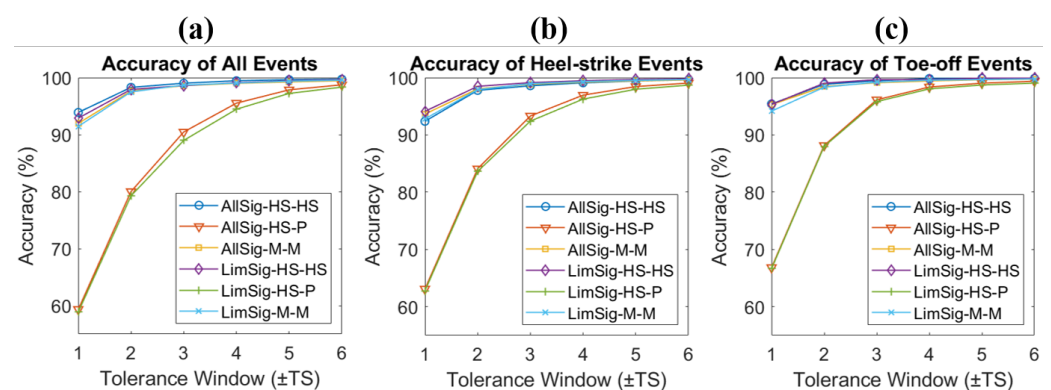 (a)
Accuracy of All Events
100
90
80
70
60
Accuracy (%)
AllSig-HS-HS
AllSig-HS-P
AllSig-M-M
LimSig-HS-HS
LimSig-HS-P
LimSig-M-M
1 2 3 4 5 6
Tolerance Window (±TS)
(b)
Accuracy of Heel-strike Events
100
90
80
70
60
Accuracy (%)
AllSig-HS-HS
AllSig-HS-P
AllSig-M-M
LimSig-HS-HS
LimSig-HS-P
LimSig-M-M
1 2 3 4 5 6
Tolerance Window (±TS)
(c)
Accuracy of Toe-off Events
100
90
80
70
60
Accuracy (%)
AllSig-HS-HS
AllSig-HS-P
AllSig-M-M
LimSig-HS-HS
LimSig-HS-P
LimSig-M-M
1 2 3 4 5 6
Tolerance Window (±TS)